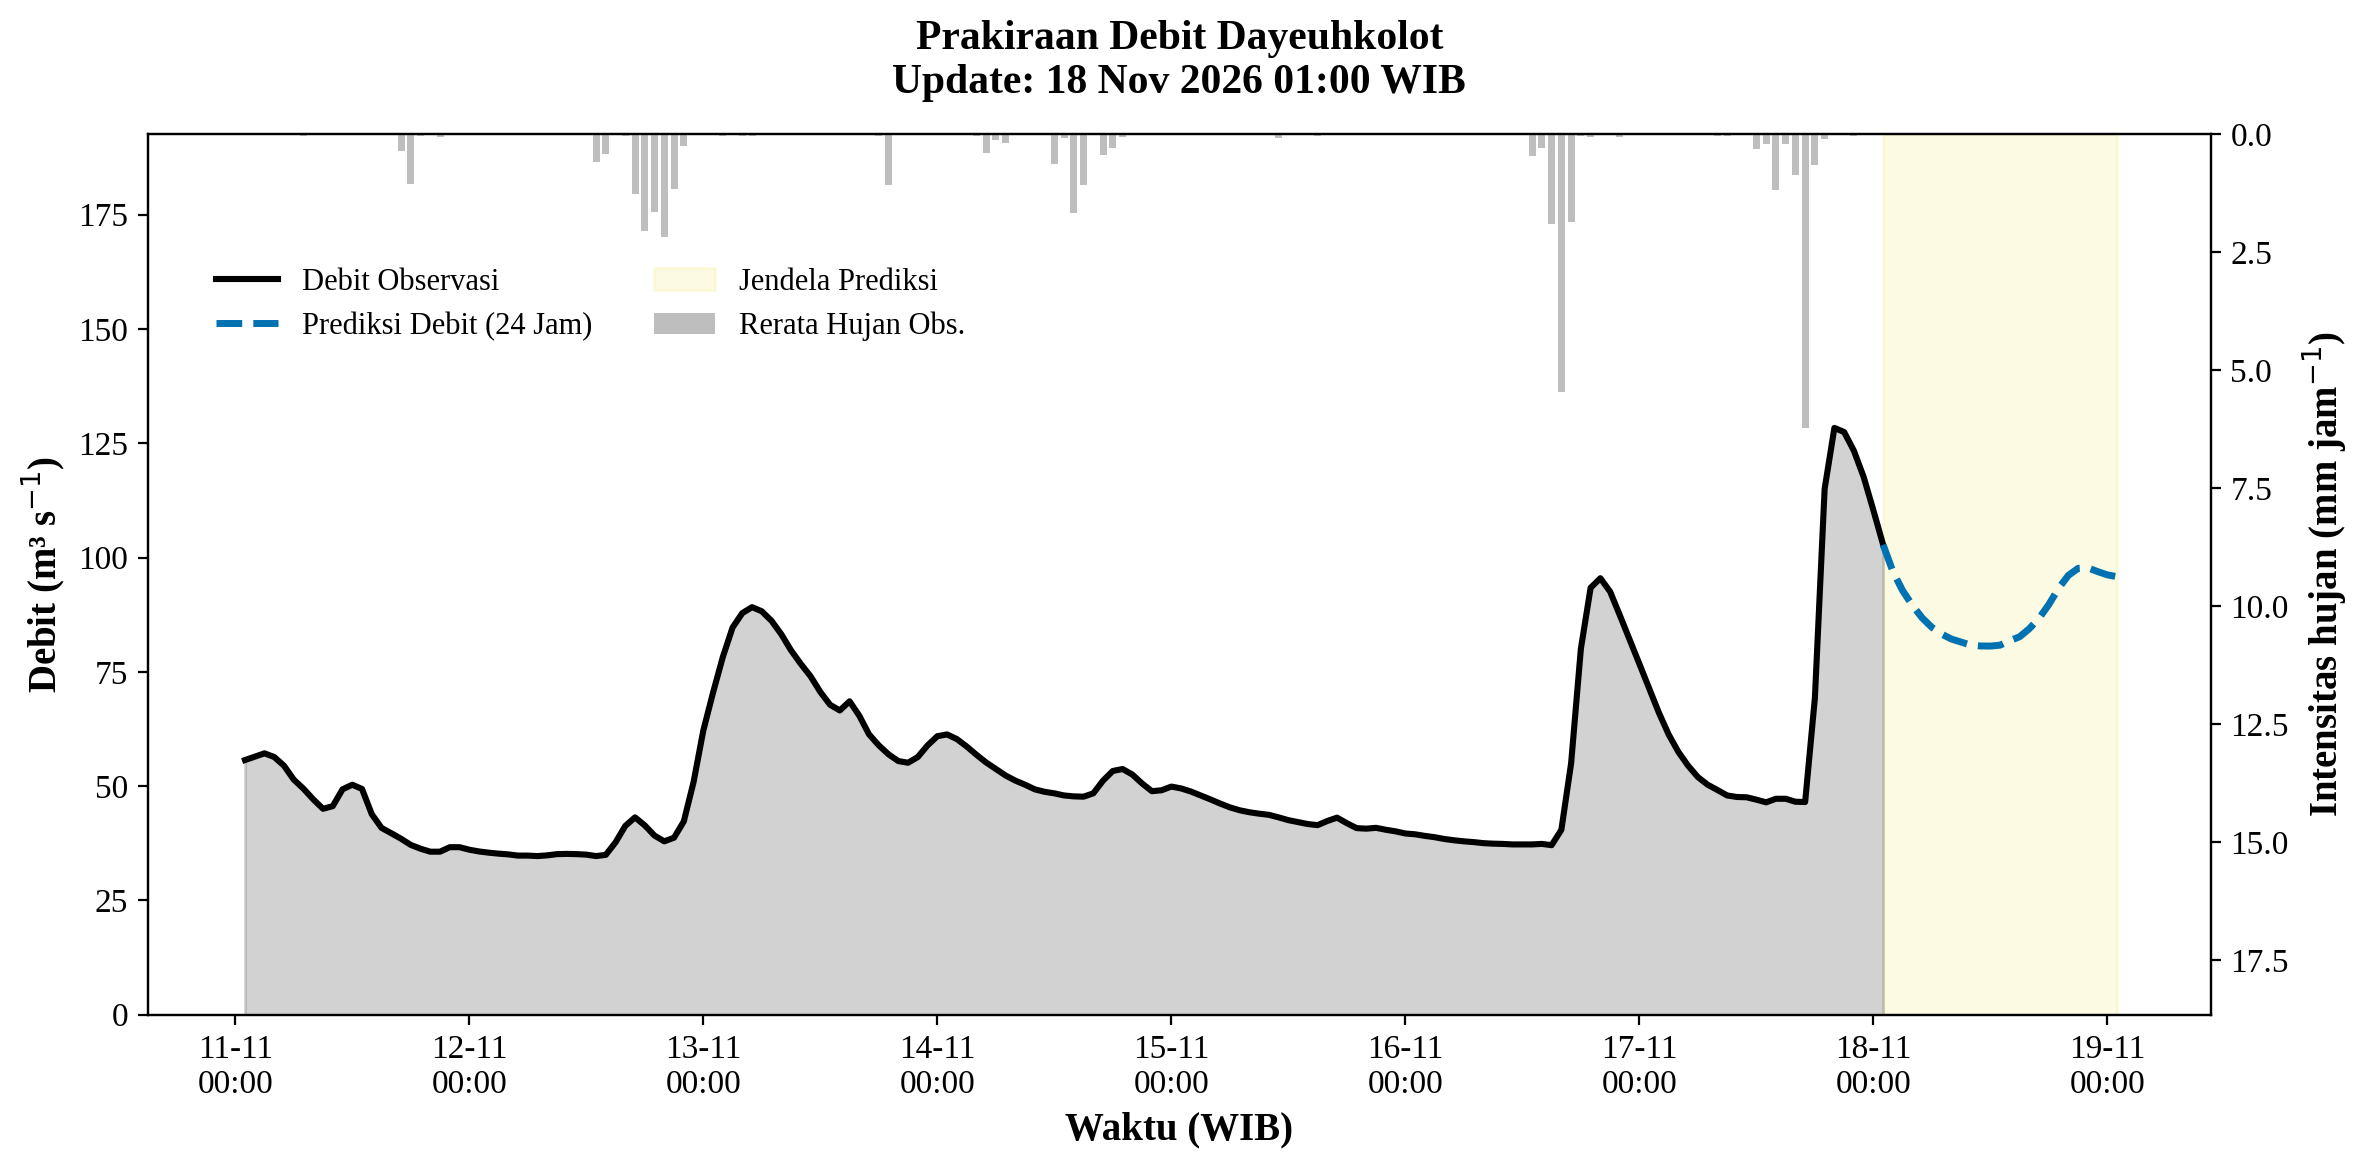 Prakiraan Debit Dayeuhkolot
Update: 18 Nov 2026 01:00 WIB
Debit (m³ s⁻¹)
175
150
125
100
75
50
25
0
Debit Observasi
Prediksi Debit (24 Jam)
Jendela Prediksi
Rerata Hujan Obs.
0.0
2.5
5.0
7.5
10.0
12.5
15.0
17.5
Intensitas hujan (mm jam⁻¹)
11-11 12-11 13-11 14-11 15-11 16-11 17-11 18-11 19-11
00:00 00:00 00:00 00:00 00:00 00:00 00:00 00:00 00:00
Waktu (WIB)